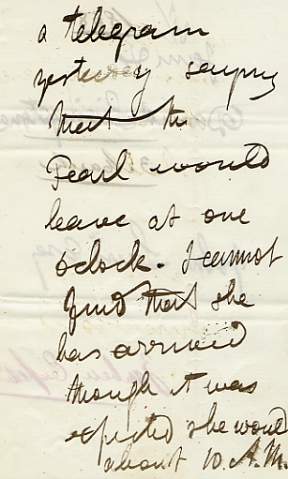 a telegram
yesterday saying
that the
Pearl would
leave at one
o'clock. I cannot
find that she
has arrived
though it was
expected she would
about 10. A.M.